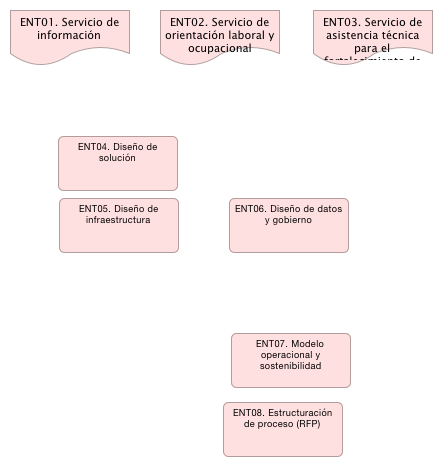 ENT01. Servicio de
información
ENT02. Servicio de
orientación laboral y
ocupacional
ENT03. Servicio de
asistencia técnica
para el
fortalecimiento de
ENT04. Diseño de
solución
ENT05. Diseño de
infraestructura
ENT06. Diseño de datos
y gobierno
ENT07. Modelo
operacional y
sostenibilidad
ENT08. Estructuración
de proceso (RFP)